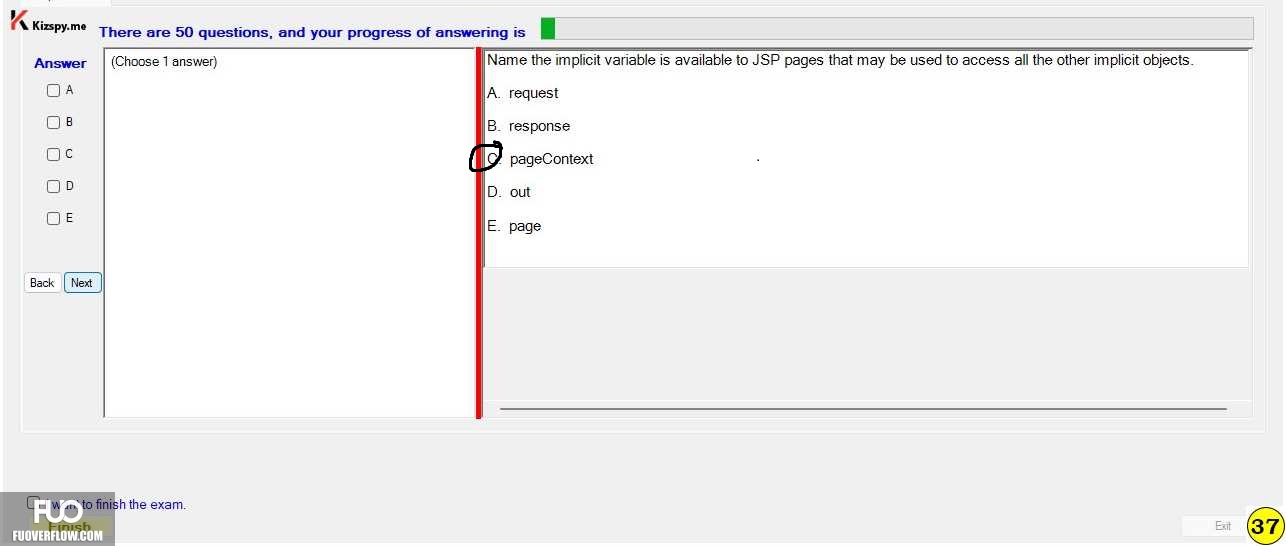 Kizspy.me
There are 50 questions, and your progress of answering is
Answer
(Choose 1 answer)
A
B
C
D
E
Back
Next
Name the implicit variable is available to JSP pages that may be used to access all the other implicit objects.
A. request
B. response
C. pageContext
D. out
E. page
I want to finish the exam.
Finish
FUO
FUOVERFLOW.COM
Exit
37